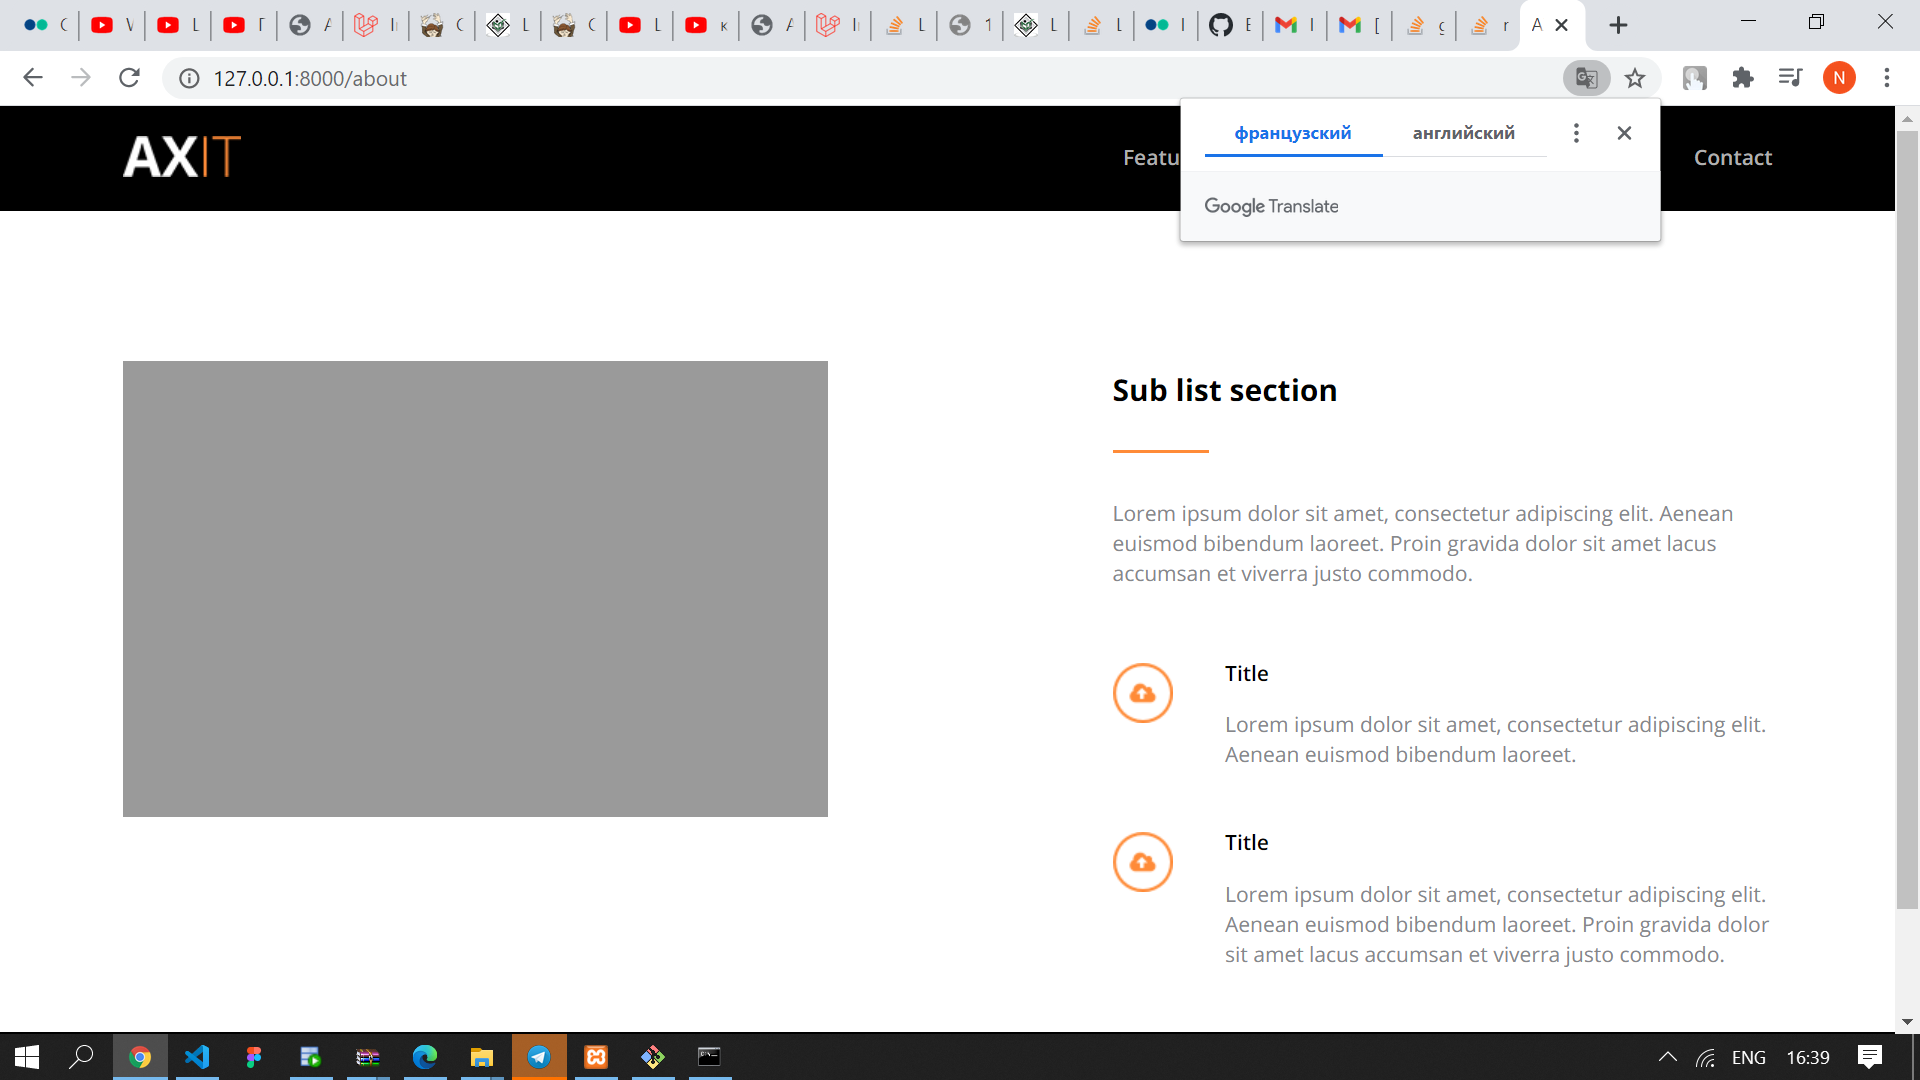 127.0.0.1:8000/about
N
французский
английский
Google Translate
AXIT
Featu
Contact
Sub list section
Lorem ipsum dolor sit amet, consectetur adipiscing elit. Aenean
euismod bibendum laoreet. Proin gravida dolor sit amet lacus
accumsan et viverra justo commodo.
Title
Lorem ipsum dolor sit amet, consectetur adipiscing elit.
Aenean euismod bibendum laoreet.
Title
Lorem ipsum dolor sit amet, consectetur adipiscing elit.
Aenean euismod bibendum laoreet. Proin gravida dolor
sit amet lacus accumsan et viverra justo commodo.
ENG
16:39